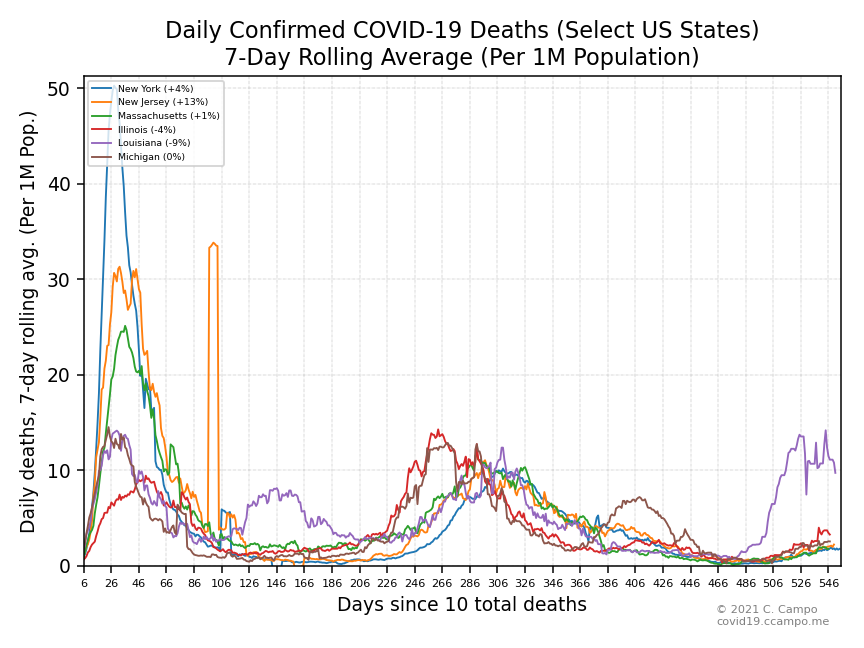 Daily Confirmed COVID-19 Deaths (Select US States)
7-Day Rolling Average (Per 1M Population)
Daily deaths, 7-day rolling avg. (Per 1M Pop.)
50
40
30
20
10
0
New York (+4%)
New Jersey (+13%)
Massachusetts (+1%)
Illinois (-4%)
Louisiana (-9%)
Michigan (0%)
6 26 46 66 86 106 126 146 166 186 206 226 246 266 286 306 326 346 366 386 406 426 446 466 486 506 526 546
Days since 10 total deaths
© 2021 C. Campo
covid19.ccampo.me